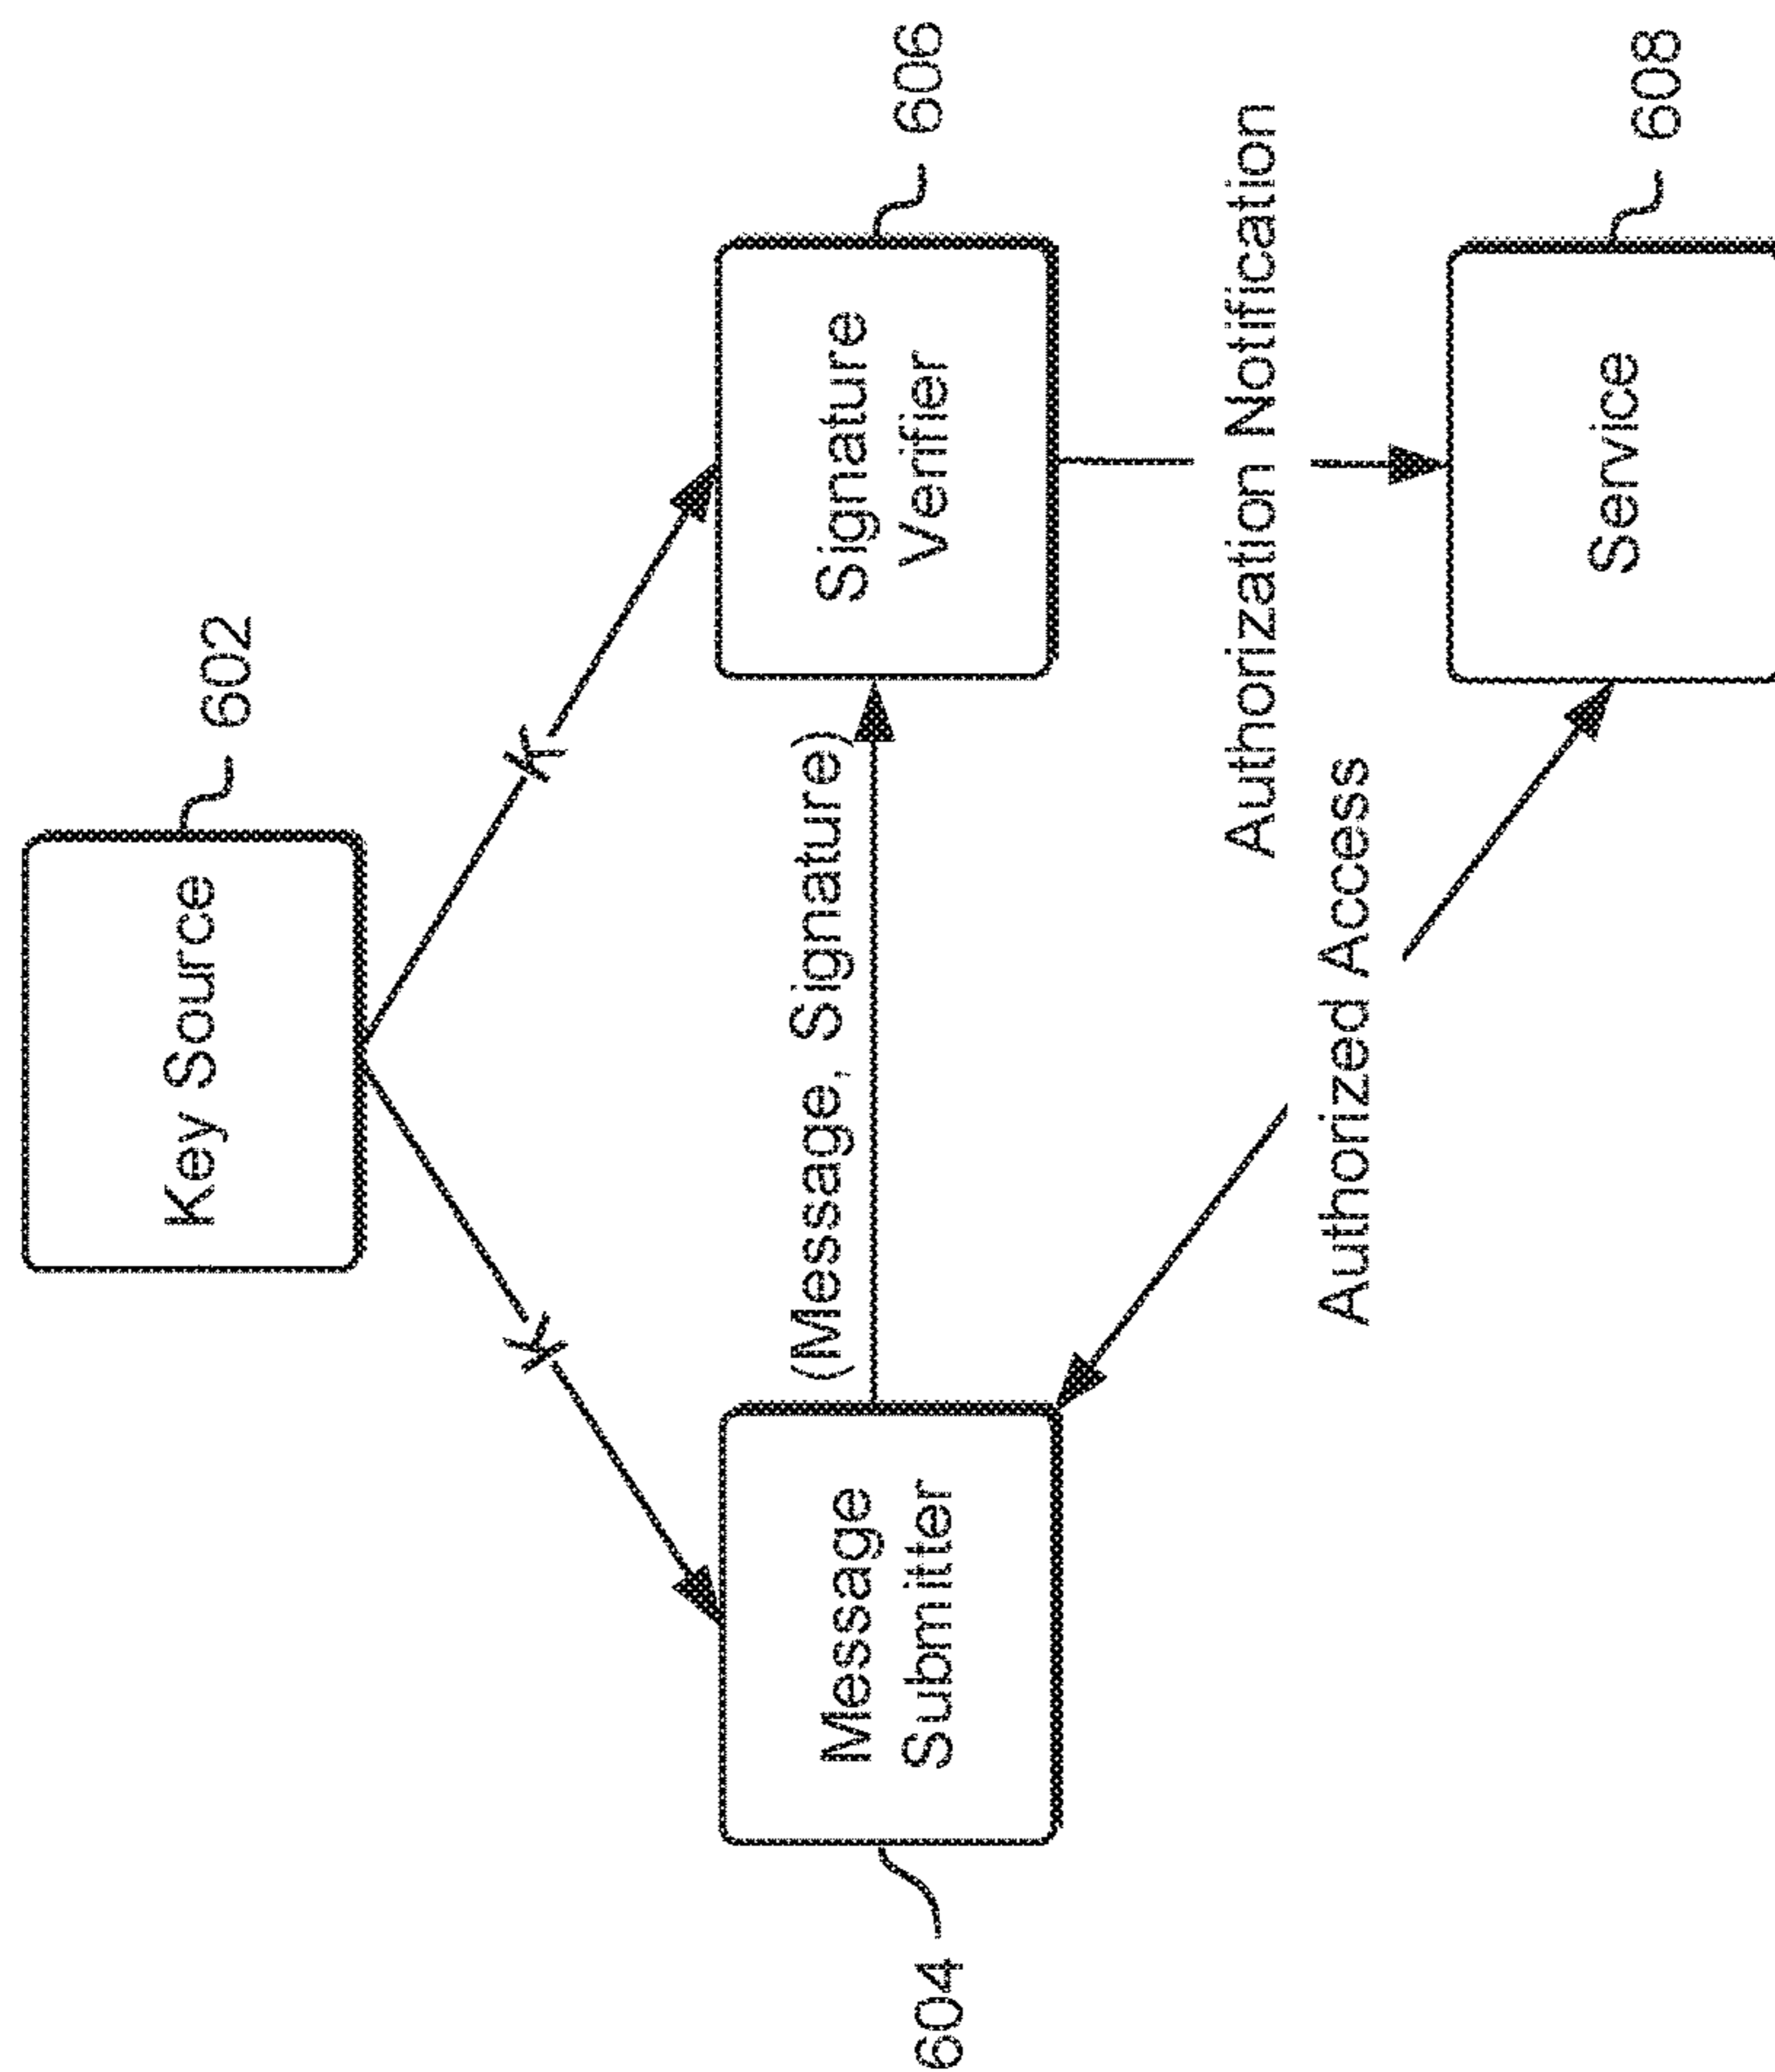 Key Source
602
K
K
(Message, Signature)
604
Message
Submitter
Signature
Verifier
606
Authorization Notification
Authorized Access
Service
608